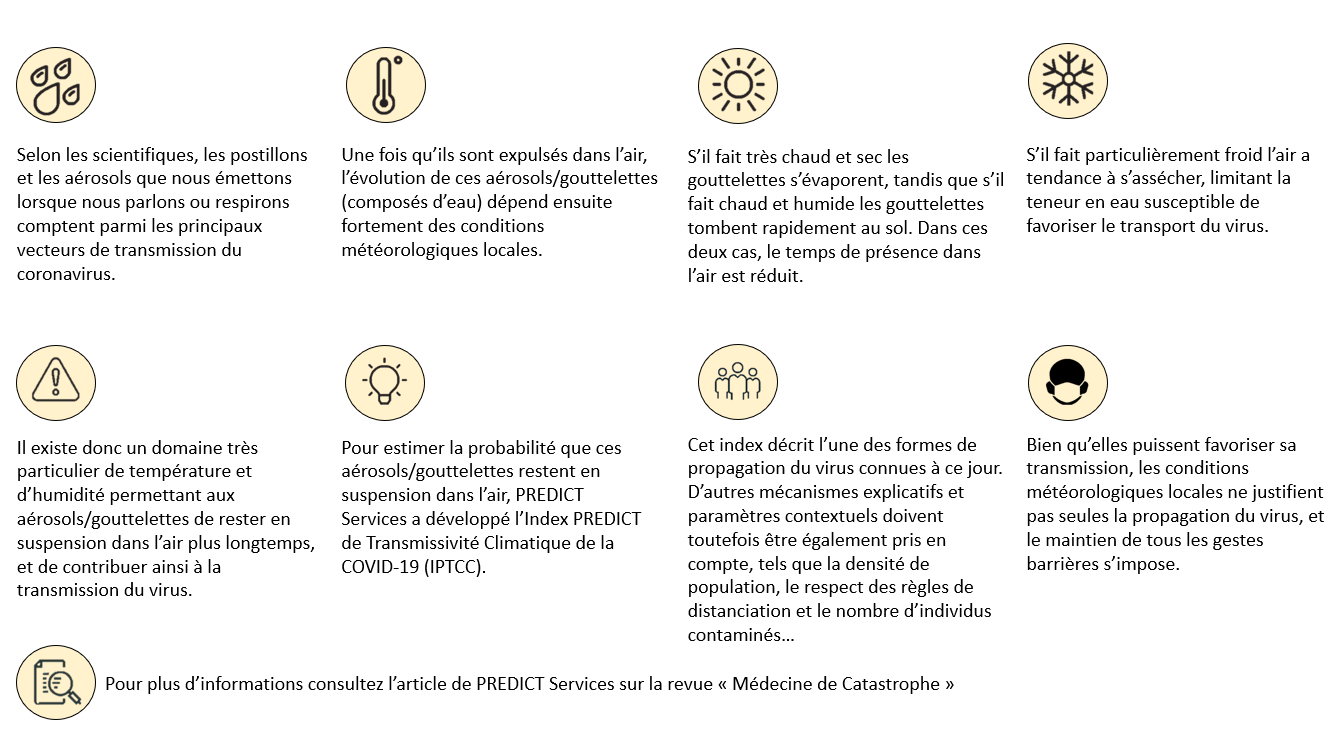 Selon les scientifiques, les postillons
et les aérosols que nous émettons
lorsque nous parlons ou respirons
comptent parmi les principaux
vecteurs de transmission du
coronavirus.
Une fois qu’ils sont expulsés dans l’air,
l’évolution de ces aérosols/gouttelettes
(composés d’eau) dépend ensuite
fortement des conditions
météorologiques locales.
S’il fait très chaud et sec les
gouttelettes s’évaporent, tandis que s’il
fait chaud et humide les gouttelettes
tombent rapidement au sol. Dans ces
deux cas, le temps de présence dans
l’air est réduit.
S’il fait particulièrement froid l’air a
tendance à s’assécher, limitant la
teneur en eau susceptible de
favoriser le transport du virus.
Il existe donc un domaine très
particulier de température et
d’humidité permettant aux
aérosols/gouttelettes de rester en
suspension dans l’air plus longtemps,
et de contribuer ainsi à la
transmission du virus.
Pour estimer la probabilité que ces
aérosols/gouttelettes restent en
suspension dans l’air, PREDICT
Services a développé l’Index PREDICT
de Transmissivité Climatique de la
COVID-19 (IPTCC).
Cet index décrit l’une des formes de
propagation du virus connues à ce jour.
D’autres mécanismes explicatifs et
paramètres contextuels doivent
toutefois être également pris en
compte, tels que la densité de
population, le respect des règles de
distanciation et le nombre d’individus
contaminés…
Bien qu’elles puissent favoriser sa
transmission, les conditions
météorologiques locales ne justifient
pas seules la propagation du virus, et
le maintien de tous les gestes
barrières s’impose.
Pour plus d’informations consultez l’article de PREDICT Services sur la revue « Médecine de Catastrophe »